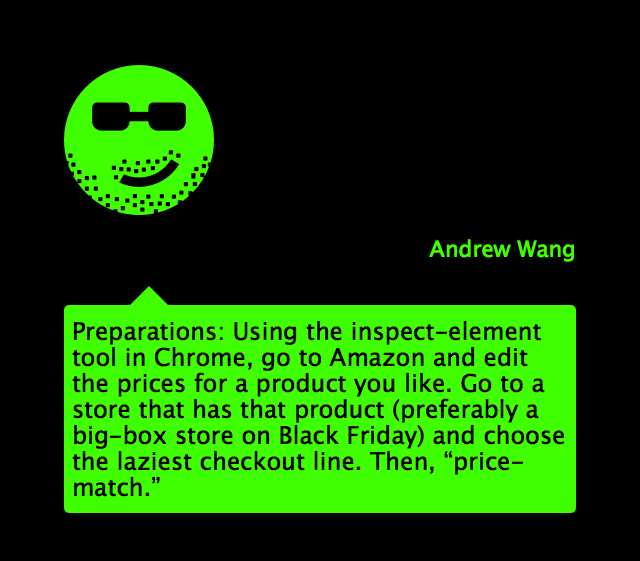 Andrew Wang
Preparations: Using the inspect-element
tool in Chrome, go to Amazon and edit
the prices for a product you like. Go to a
store that has that product (preferably a
big-box store on Black Friday) and choose
the laziest checkout line. Then, “price-
match.”